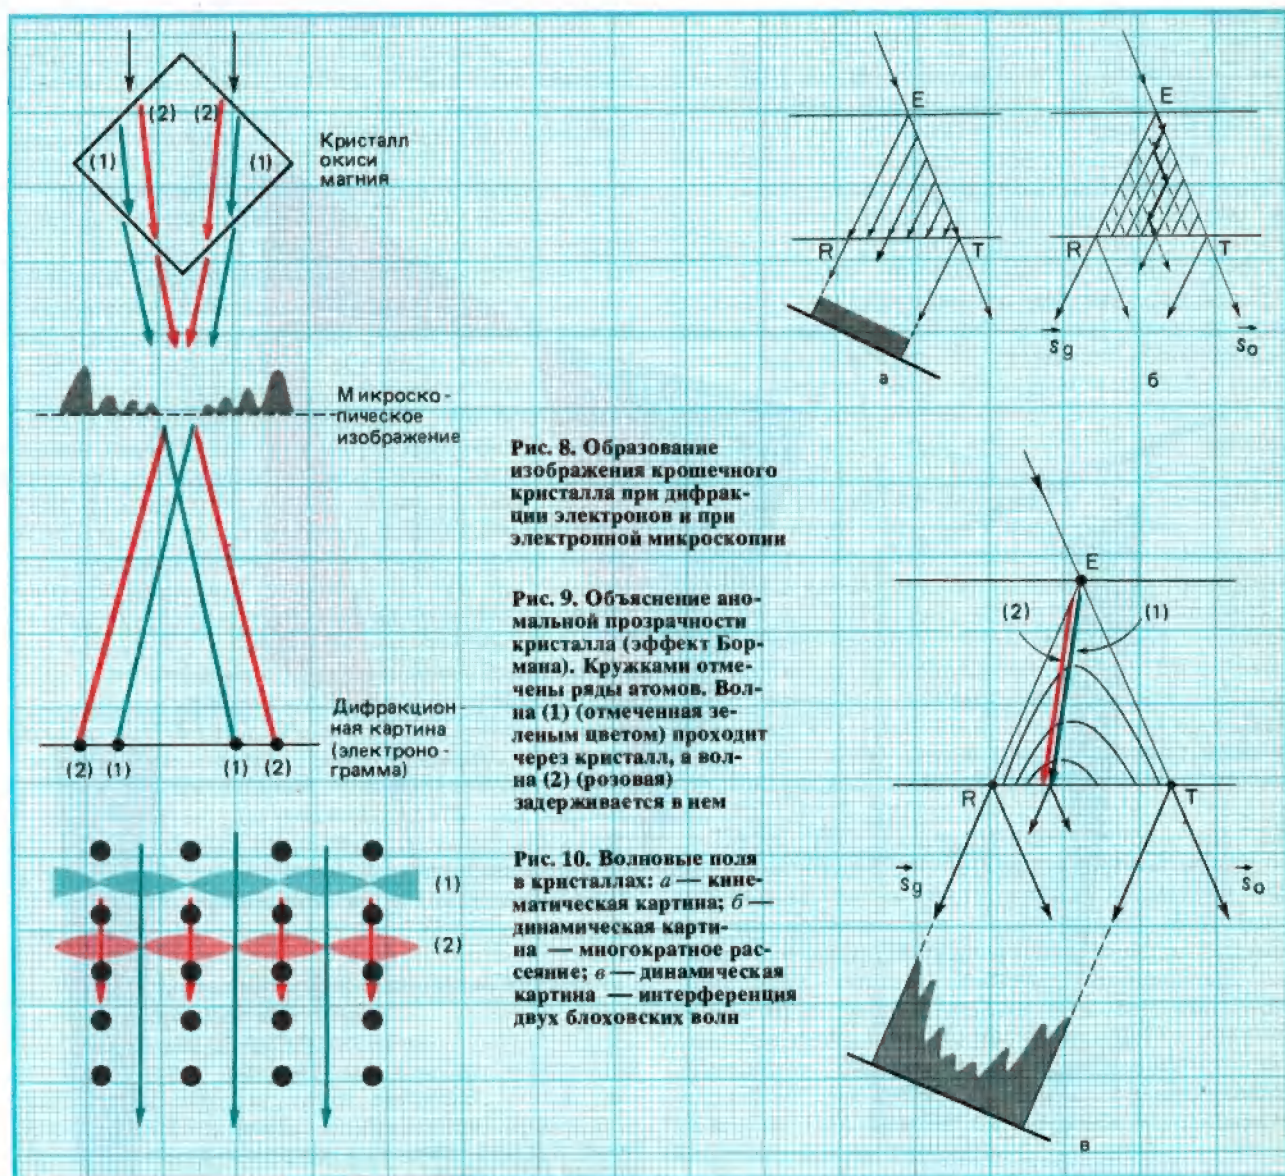 (2) (2)
(1) (1)
Кристалл
окиси
магния
Микроско-
пическое
изображение
Дифракцион-
ная картина
(электроно-
грамма)
(2) (1) (1) (2)
(1)
(2)
Рис. 8. Образование
изображения крошечного
кристалла при дифрак-
ции электронов и при
электронной микроскопии
Рис. 9. Объяснение ано-
мальной прозрачности
кристалла (эффект Бор-
мана). Кружками отме-
чены ряды атомов. Вол-
на (1) (отмеченная зе-
леным цветом) проходит
через кристалл, а вол-
на (2) (розовая)
задерживается в нем
Рис. 10. Волновые поля
в кристаллах: а — кине-
матическая картина; б —
динамическая карти-
на — многократное рас-
сеяние; в — динамическая
картина — интерференция
двух блоховских волн
E
R T
а
E
R T
s⃗g s⃗o
б
E
(2) (1)
R T
s⃗g s⃗o
в